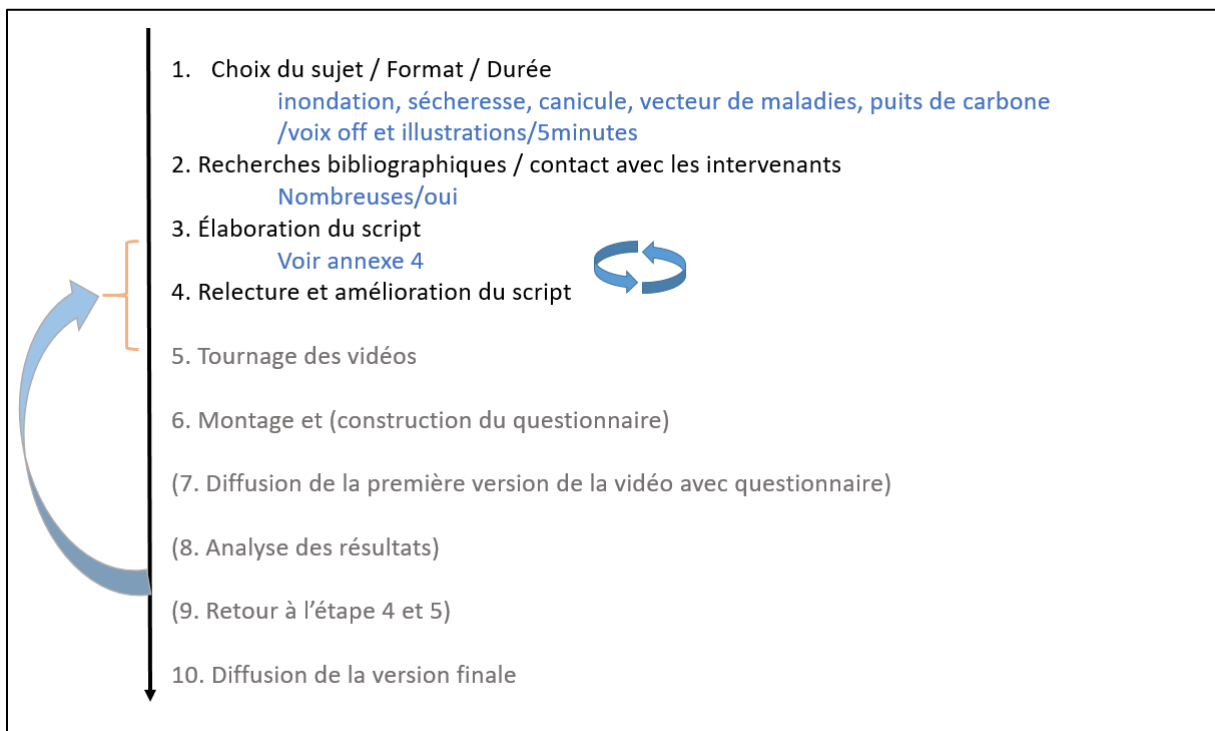 1. Choix du sujet / Format / Durée
inondation, sécheresse, canicule, vecteur de maladies, puits de carbone
/voix off et illustrations/5minutes
2. Recherches bibliographiques / contact avec les intervenants
Nombreuses/oui
3. Élaboration du script
Voir annexe 4
4. Relecture et amélioration du script
5. Tournage des vidéos
6. Montage et (construction du questionnaire)
(7. Diffusion de la première version de la vidéo avec questionnaire)
(8. Analyse des résultats)
(9. Retour à l’étape 4 et 5)
10. Diffusion de la version finale